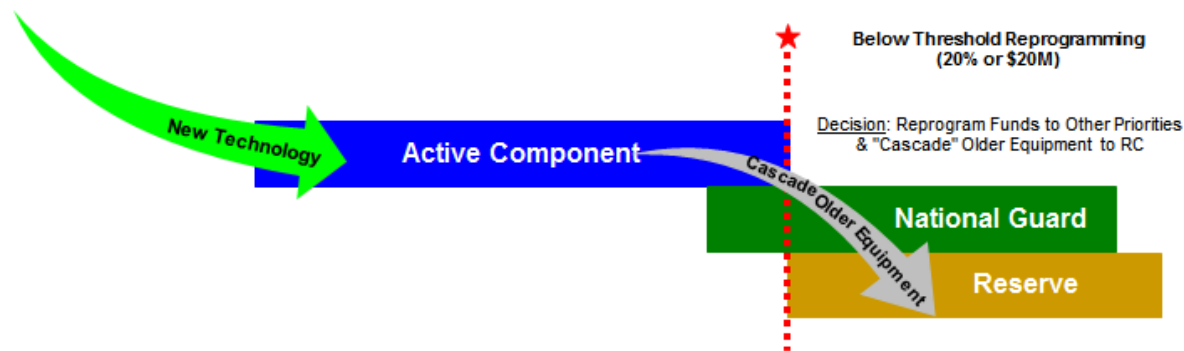 Below Threshold Reprogramming
(20% or $20M)
New Technology
Active Component
Decision: Reprogram Funds to Other Priorities
& "Cascade" Older Equipment to RC
Cascade Older Equipment
National Guard
Reserve